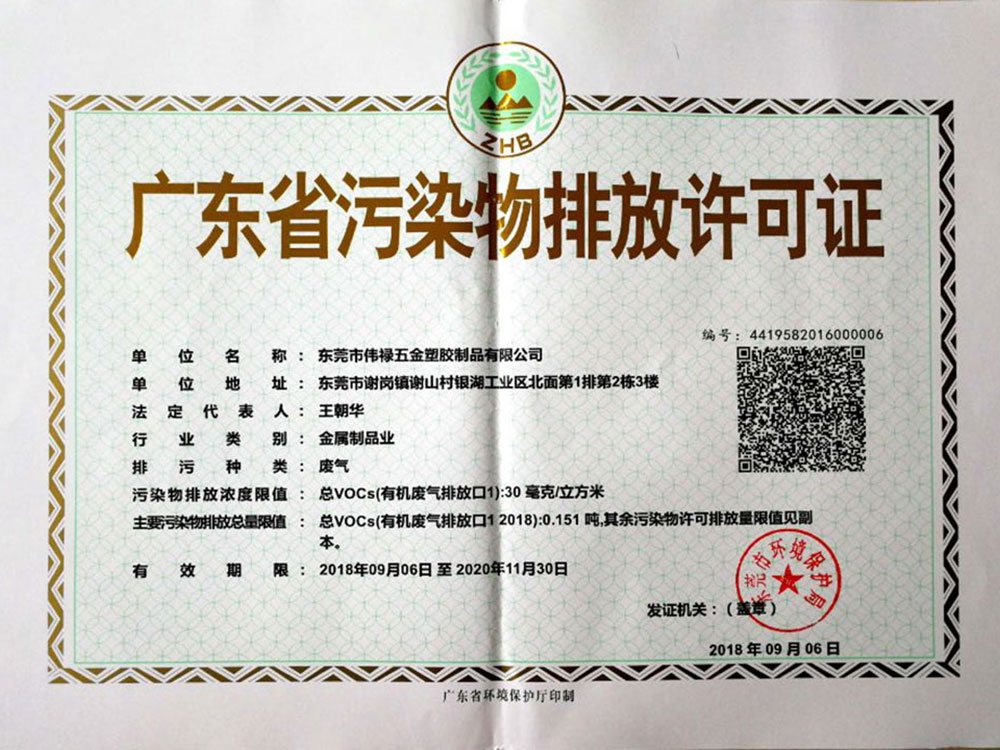 ZHB
广东省污染物排放许可证
编号：4419582016000006
单位名称：东莞市伟禄五金塑胶制品有限公司
单位地址：东莞市谢岗镇谢山村银湖工业区北面第1排第2栋3楼
法定代表人：王朝华
行业类别：金属制品业
排污种类：废气
污染物排放浓度限值：总VOCs(有机废气排放口1):30 毫克/立方米
主要污染物排放总量限值：总VOCs(有机废气排放口1 2018):0.151 吨,其余污染物许可排放量限值见副
本。
有效期限：2018年09月06日 至 2020年11月30日
东莞市环境保护局
发证机关：（盖章）
2018 年 09 月 06 日
广东省环境保护厅印制